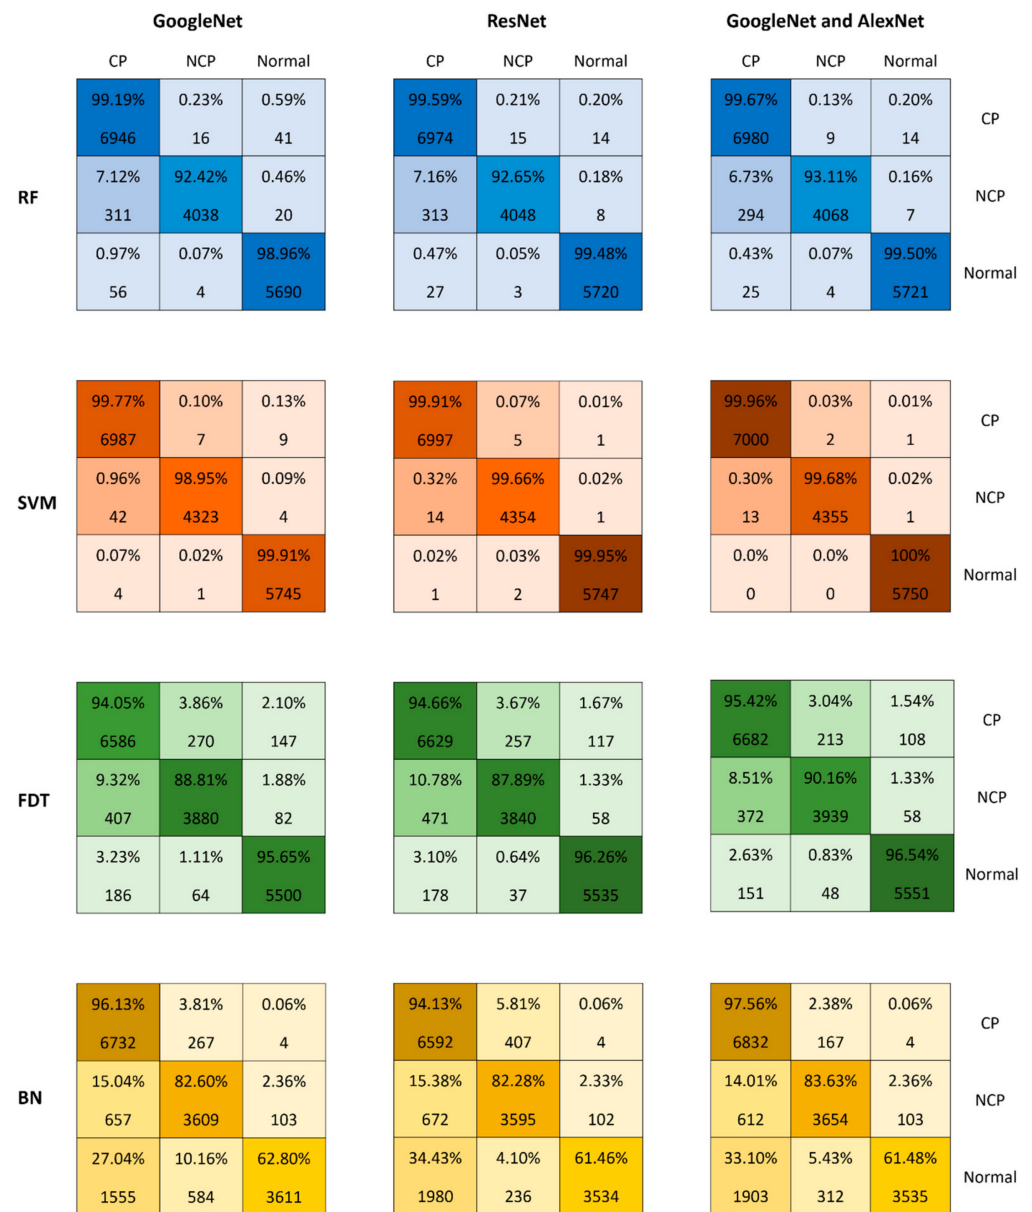 GoogleNet ResNet GoogleNet and AlexNet
CP NCP Normal CP NCP Normal CP NCP Normal
99.19% 0.23% 0.59% 99.59% 0.21% 0.20% 99.67% 0.13% 0.20%
CP
6946 16 41 6974 15 14 6980 9 14
7.12% 92.42% 0.46% 7.16% 92.65% 0.18% 6.73% 93.11% 0.16%
RF NCP
311 4038 20 313 4048 8 294 4068 7
0.97% 0.07% 98.96% 0.47% 0.05% 99.48% 0.43% 0.07% 99.50%
Normal
56 4 5690 27 3 5720 25 4 5721
99.77% 0.10% 0.13% 99.91% 0.07% 0.01% 99.96% 0.03% 0.01%
CP
6987 7 9 6997 5 1 7000 2 1
0.96% 98.95% 0.09% 0.32% 99.66% 0.02% 0.30% 99.68% 0.02%
SVM NCP
42 4323 4 14 4354 1 13 4355 1
0.07% 0.02% 99.91% 0.02% 0.03% 99.95% 0.0% 0.0% 100%
Normal
4 1 5745 1 2 5747 0 0 5750
94.05% 3.86% 2.10% 94.66% 3.67% 1.67% 95.42% 3.04% 1.54%
CP
6586 270 147 6629 257 117 6682 213 108
9.32% 88.81% 1.88% 10.78% 87.89% 1.33% 8.51% 90.16% 1.33%
FDT NCP
407 3880 82 471 3840 58 372 3939 58
3.23% 1.11% 95.65% 3.10% 0.64% 96.26% 2.63% 0.83% 96.54%
Normal
186 64 5500 178 37 5535 151 48 5551
96.13% 3.81% 0.06% 94.13% 5.81% 0.06% 97.56% 2.38% 0.06%
CP
6732 267 4 6592 407 4 6832 167 4
15.04% 82.60% 2.36% 15.38% 82.28% 2.33% 14.01% 83.63% 2.36%
BN NCP
657 3609 103 672 3595 102 612 3654 103
27.04% 10.16% 62.80% 34.43% 4.10% 61.46% 33.10% 5.43% 61.48%
Normal
1555 584 3611 1980 236 3534 1903 312 3535